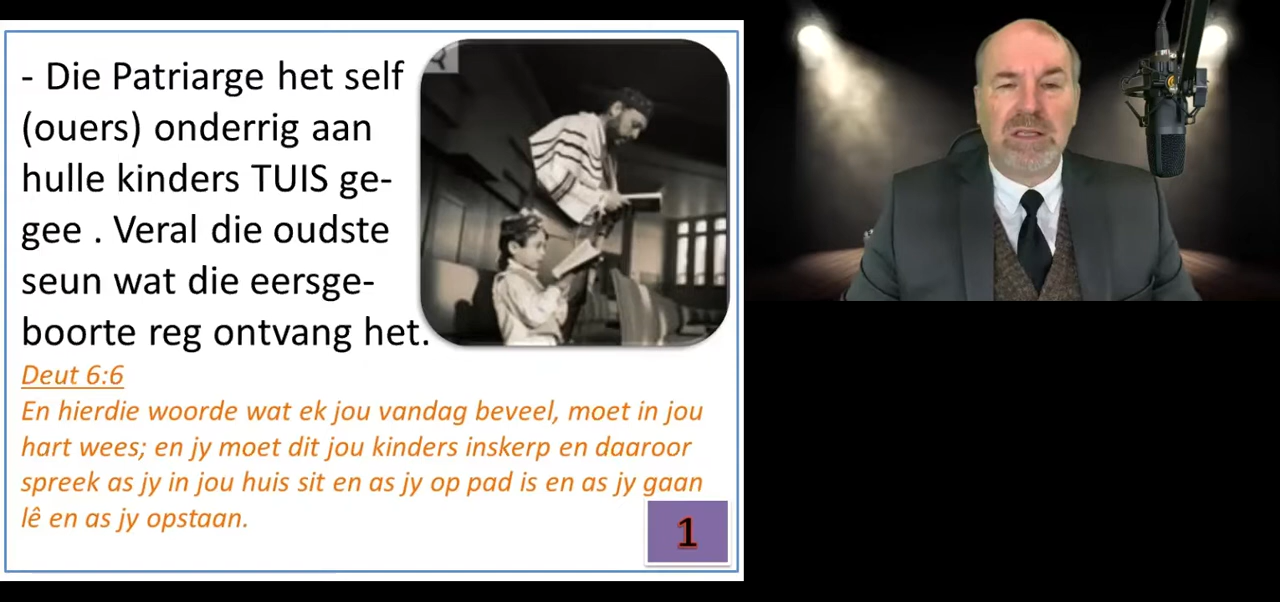 - Die Patriarge het self
(ouers) onderrig aan
hulle kinders TUIS ge-
gee . Veral die oudste
seun wat die eersge-
boorte reg ontvang het.
Deut 6:6
En hierdie woorde wat ek jou vandag beveel, moet in jou
hart wees; en jy moet dit jou kinders inskerp en daaroor
spreek as jy in jou huis sit en as jy op pad is en as jy gaan
lê en as jy opstaan.
1